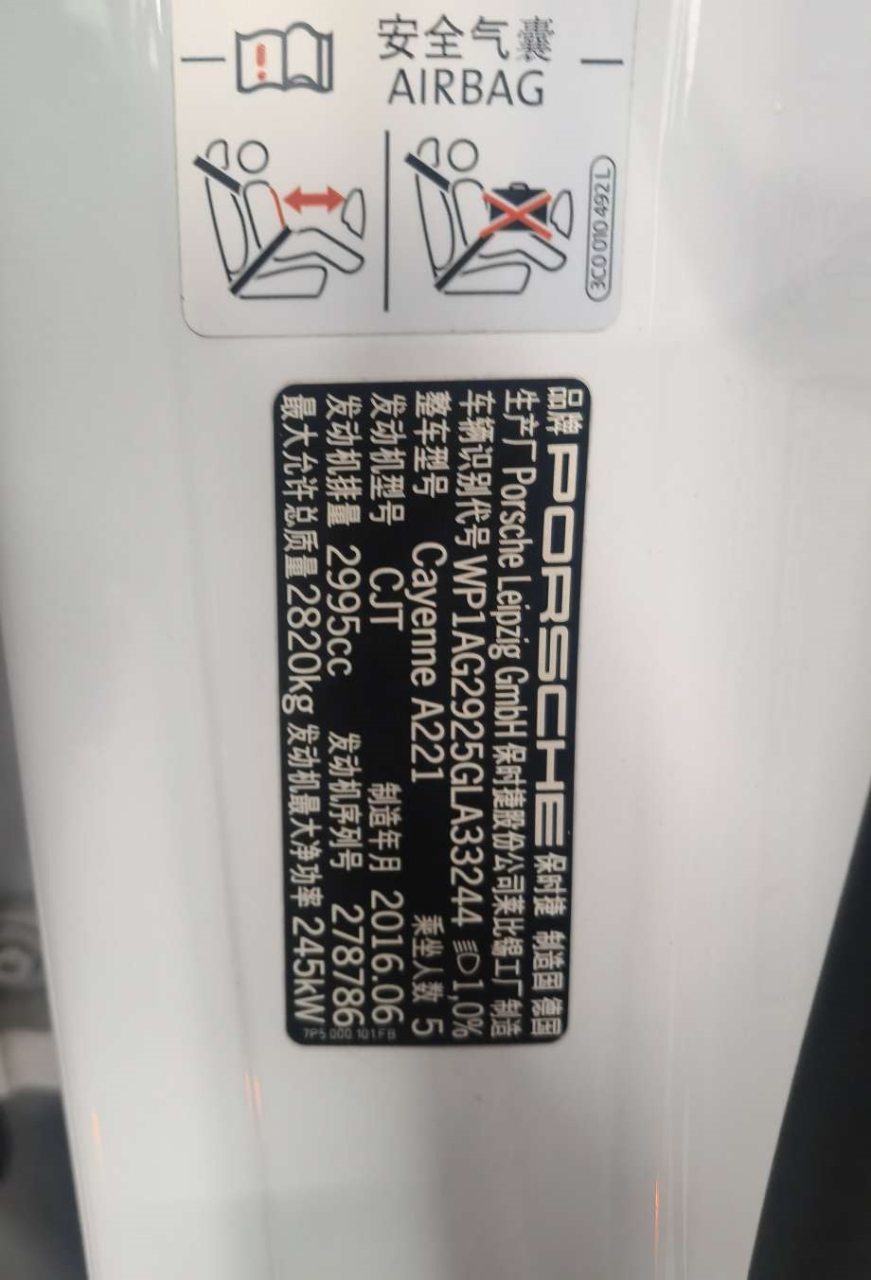 安全气囊
AIRBAG
3C0 010 492 L
品牌 PORSCHE 保时捷 制造国 德国
生产厂 Porsche Leipzig GmbH 保时捷股份公司莱比锡工厂 制造
车辆识别代号 WP1AG2925GLA33244 1,0%
整车型号 Cayenne A221 乘坐人数 5
发动机型号 CJT 制造年月 2016.06
发动机排量 2995cc 发动机序列号 278786
最大允许总质量 2820kg 发动机最大净功率 245kW
7P5 000 101 FB